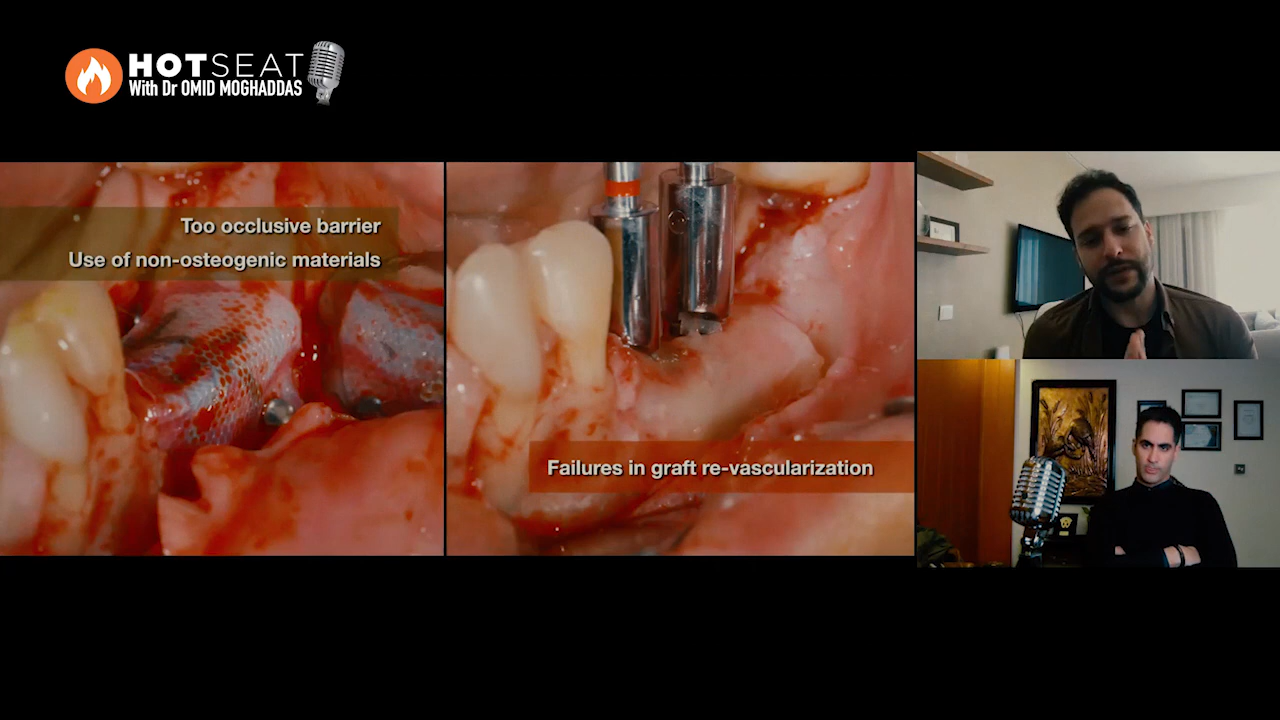 HOTSEAT
With Dr OMID MOGHADDAS
Too occlusive barrier
Use of non-osteogenic materials
Failures in graft re-vascularization